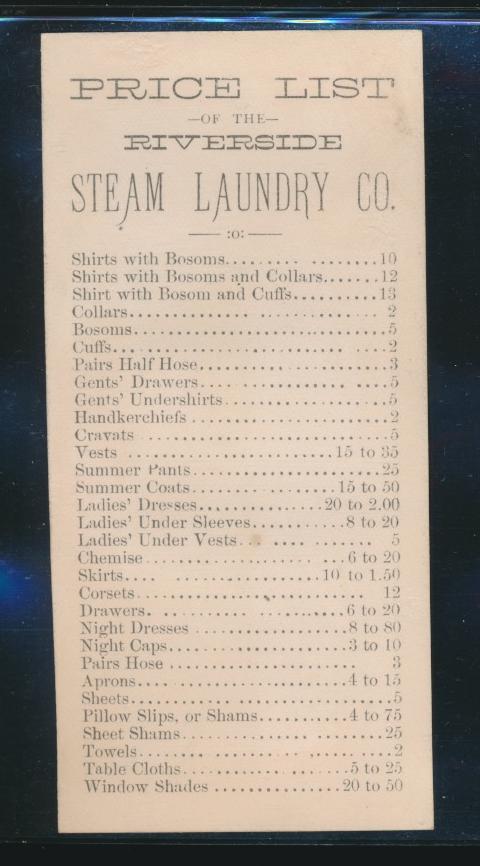 PRICE LIST
—OF THE—
RIVERSIDE
STEAM LAUNDRY CO.
:o:
Shirts with Bosoms..........10
Shirts with Bosoms and Collars.......12
Shirt with Bosom and Cuffs..........13
Collars..........2
Bosoms..........5
Cuffs..........2
Pairs Half Hose..........3
Gents' Drawers..........5
Gents' Undershirts..........5
Handkerchiefs..........2
Cravats..........5
Vests..........15 to 35
Summer Pants..........25
Summer Coats..........15 to 50
Ladies' Dresses..........20 to 2.00
Ladies' Under Sleeves..........8 to 20
Ladies' Under Vests..........5
Chemise..........6 to 20
Skirts..........10 to 1.50
Corsets..........12
Drawers..........6 to 20
Night Dresses..........8 to 80
Night Caps..........3 to 10
Pairs Hose..........3
Aprons..........4 to 15
Sheets..........5
Pillow Slips, or Shams..........4 to 75
Sheet Shams..........25
Towels..........2
Table Cloths..........5 to 25
Window Shades..........20 to 50